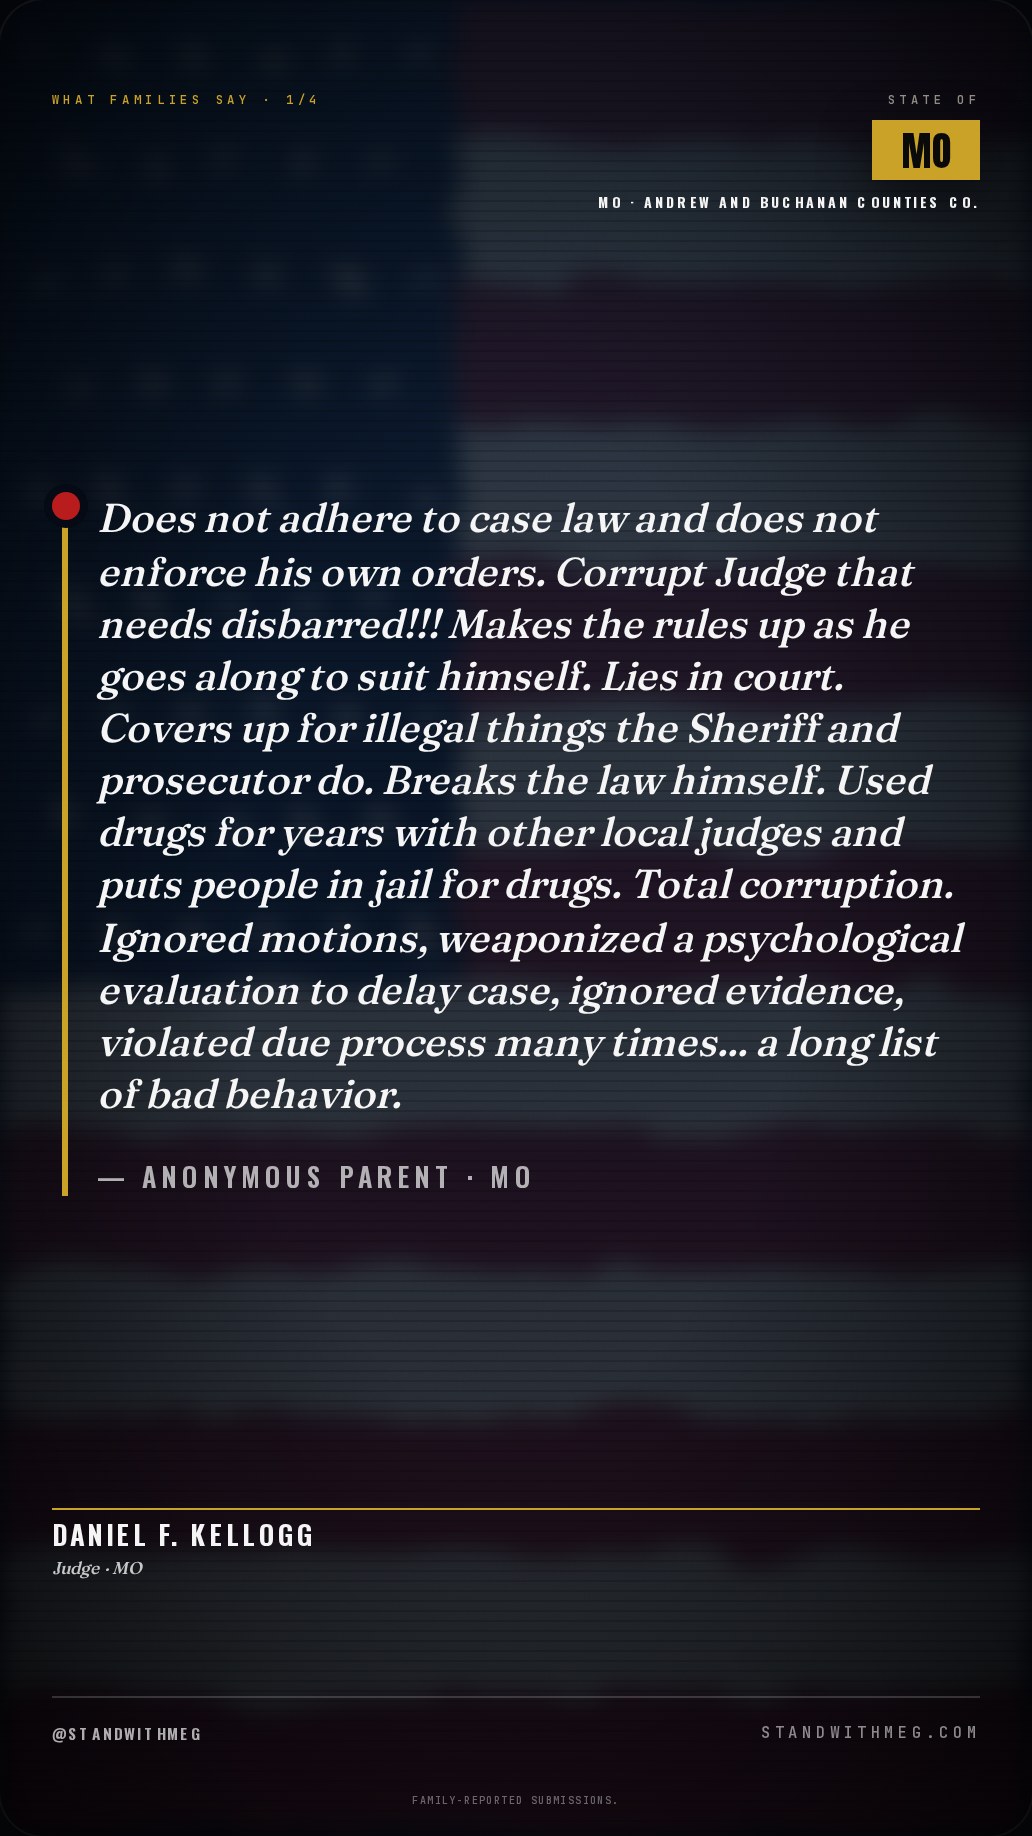 WHAT FAMILIES SAY · 1/4
STATE OF
MO
MO · ANDREW AND BUCHANAN COUNTIES CO.
Does not adhere to case law and does not
enforce his own orders. Corrupt Judge that
needs disbarred!!! Makes the rules up as he
goes along to suit himself. Lies in court.
Covers up for illegal things the Sheriff and
prosecutor do. Breaks the law himself. Used
drugs for years with other local judges and
puts people in jail for drugs. Total corruption.
Ignored motions, weaponized a psychological
evaluation to delay case, ignored evidence,
violated due process many times... a long list
of bad behavior.
— ANONYMOUS PARENT · MO
DANIEL F. KELLOGG
Judge · MO
@STANDWITHMEG
STANDWITHMEG.COM
FAMILY-REPORTED SUBMISSIONS.